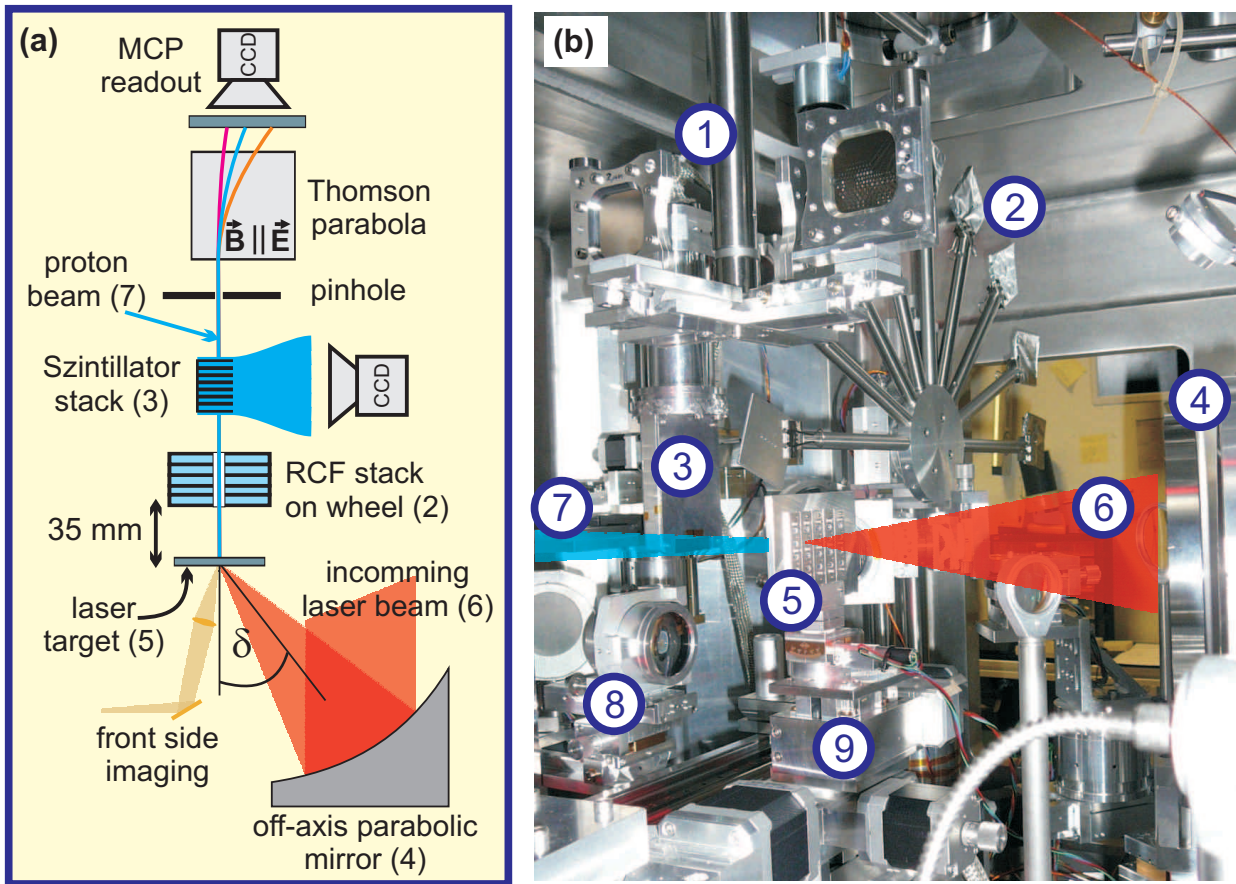 (a)
MCP
readout
CCD
Thomson
parabola
B || E
proton
beam (7)
pinhole
Szintillator
stack (3)
CCD
RCF stack
on wheel (2)
35 mm
laser
target (5)
incomming
laser beam (6)
δ
front side
imaging
off-axis parabolic
mirror (4)
(b)
1
2
3
4
5
6
7
8
9